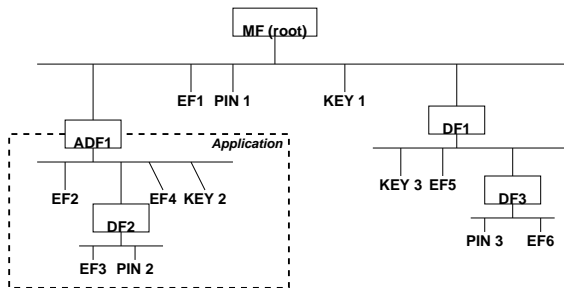 MF (root)
EF1 PIN 1 KEY 1
ADF1 Application DF1
EF2 EF4 KEY 2 KEY 3 EF5
DF2 DF3
EF3 PIN 2 PIN 3 EF6